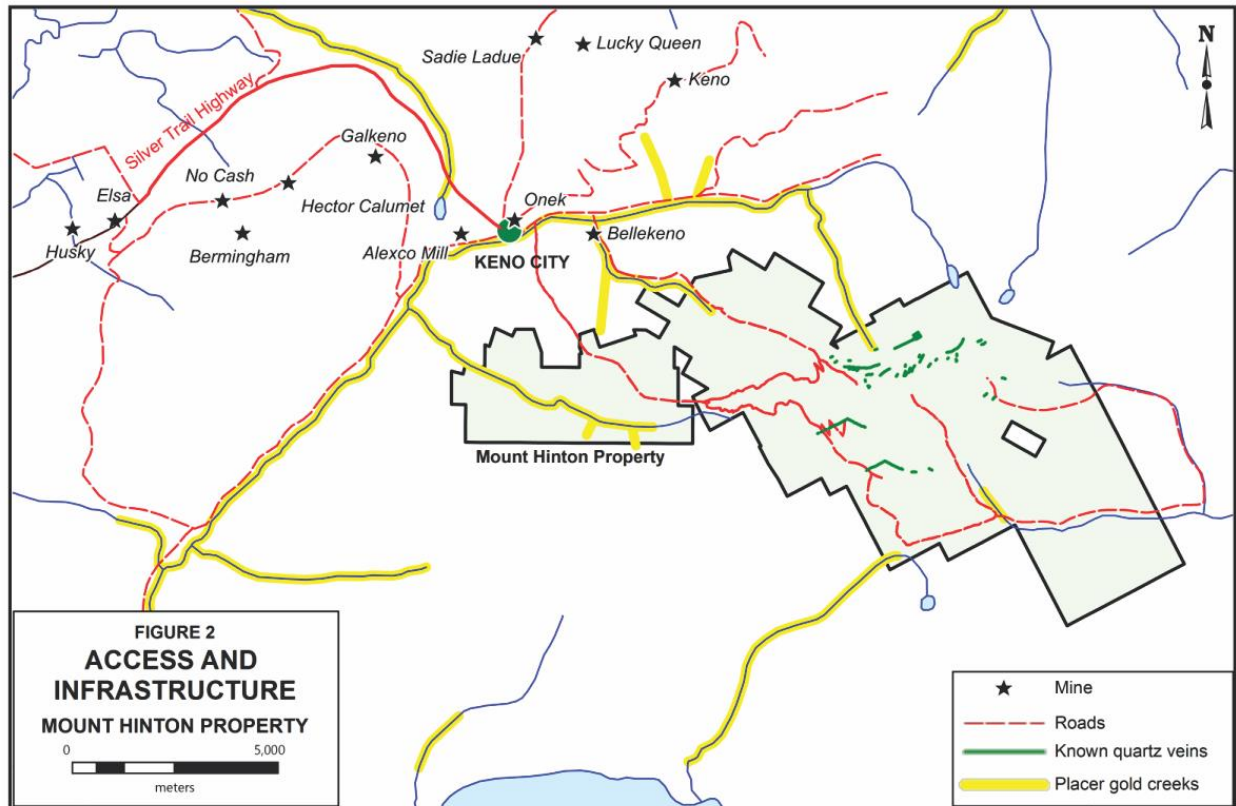 Sadie Ladue
Lucky Queen
Keno
N
Silver Trail Highway
Galkeno
No Cash
Elsa
Hector Calumet
Onek
Husky
Bermingham
Alexco Mill
Bellekeno
KENO CITY
Mount Hinton Property
FIGURE 2
ACCESS AND
INFRASTRUCTURE
MOUNT HINTON PROPERTY
0 5,000
meters
Mine
Roads
Known quartz veins
Placer gold creeks